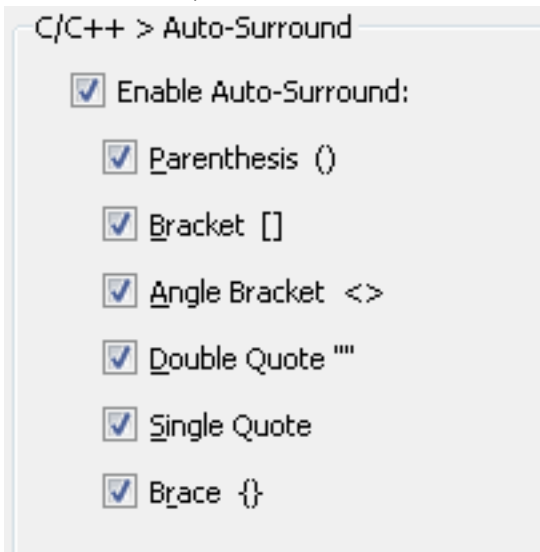 C/C++ > Auto-Surround
Enable Auto-Surround:
Parenthesis ()
Bracket []
Angle Bracket <>
Double Quote ""
Single Quote
Brace {}